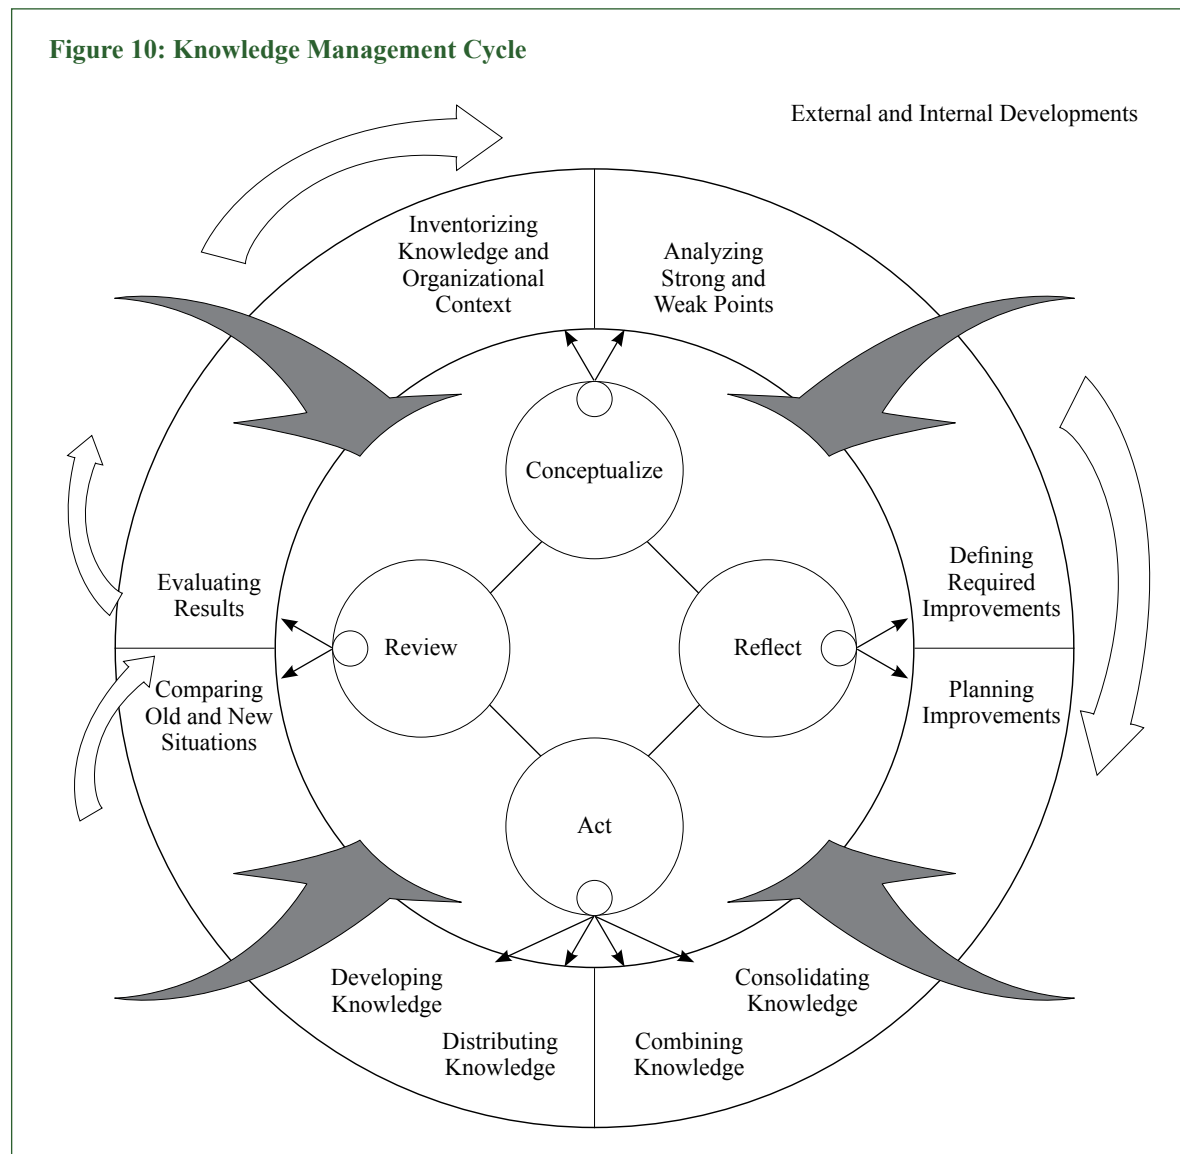 Figure 10: Knowledge Management Cycle
External and Internal Developments
Inventorizing
Knowledge and
Organizational
Context
Analyzing
Strong and
Weak Points
Conceptualize
Evaluating
Results
Review
Reflect
Defining
Required
Improvements
Comparing
Old and New
Situations
Planning
Improvements
Act
Developing
Knowledge
Distributing
Knowledge
Combining
Knowledge
Consolidating
Knowledge